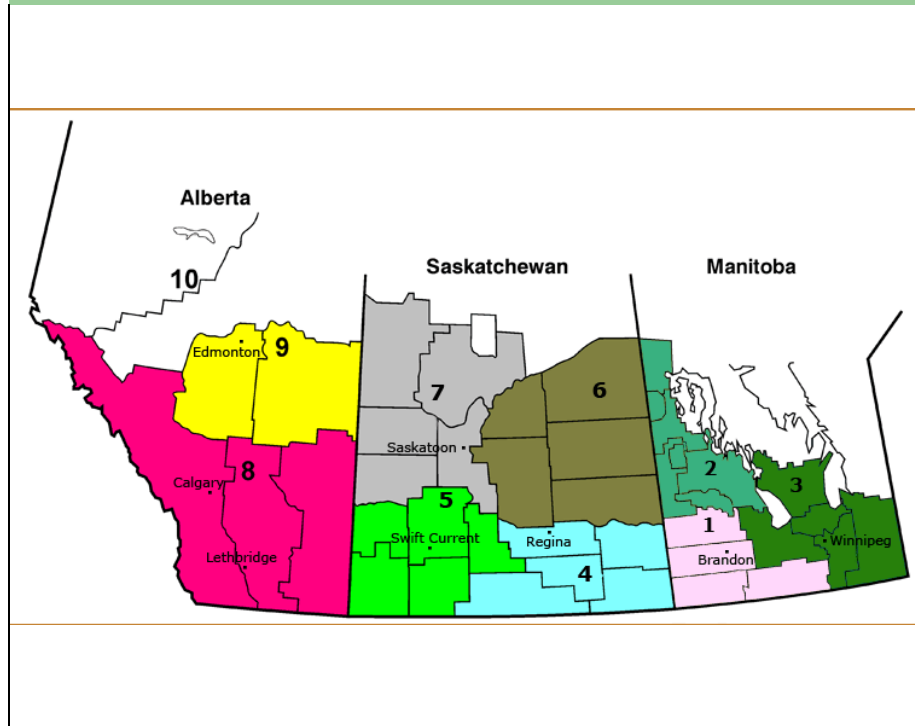 Alberta
Saskatchewan
Manitoba
10
Edmonton
9
7
6
Saskatoon
8
Calgary
5
2
3
1
Swift Current
Regina
Winnipeg
Lethbridge
4
Brandon